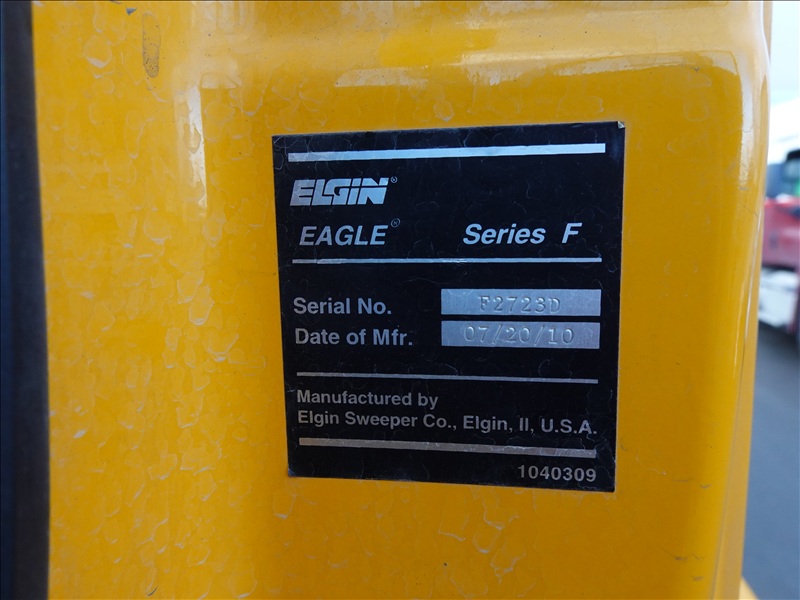 ELGIN®
EAGLE® Series F
Serial No. F2723D
Date of Mfr. 07/20/10
Manufactured by
Elgin Sweeper Co., Elgin, Il, U.S.A.
1040309